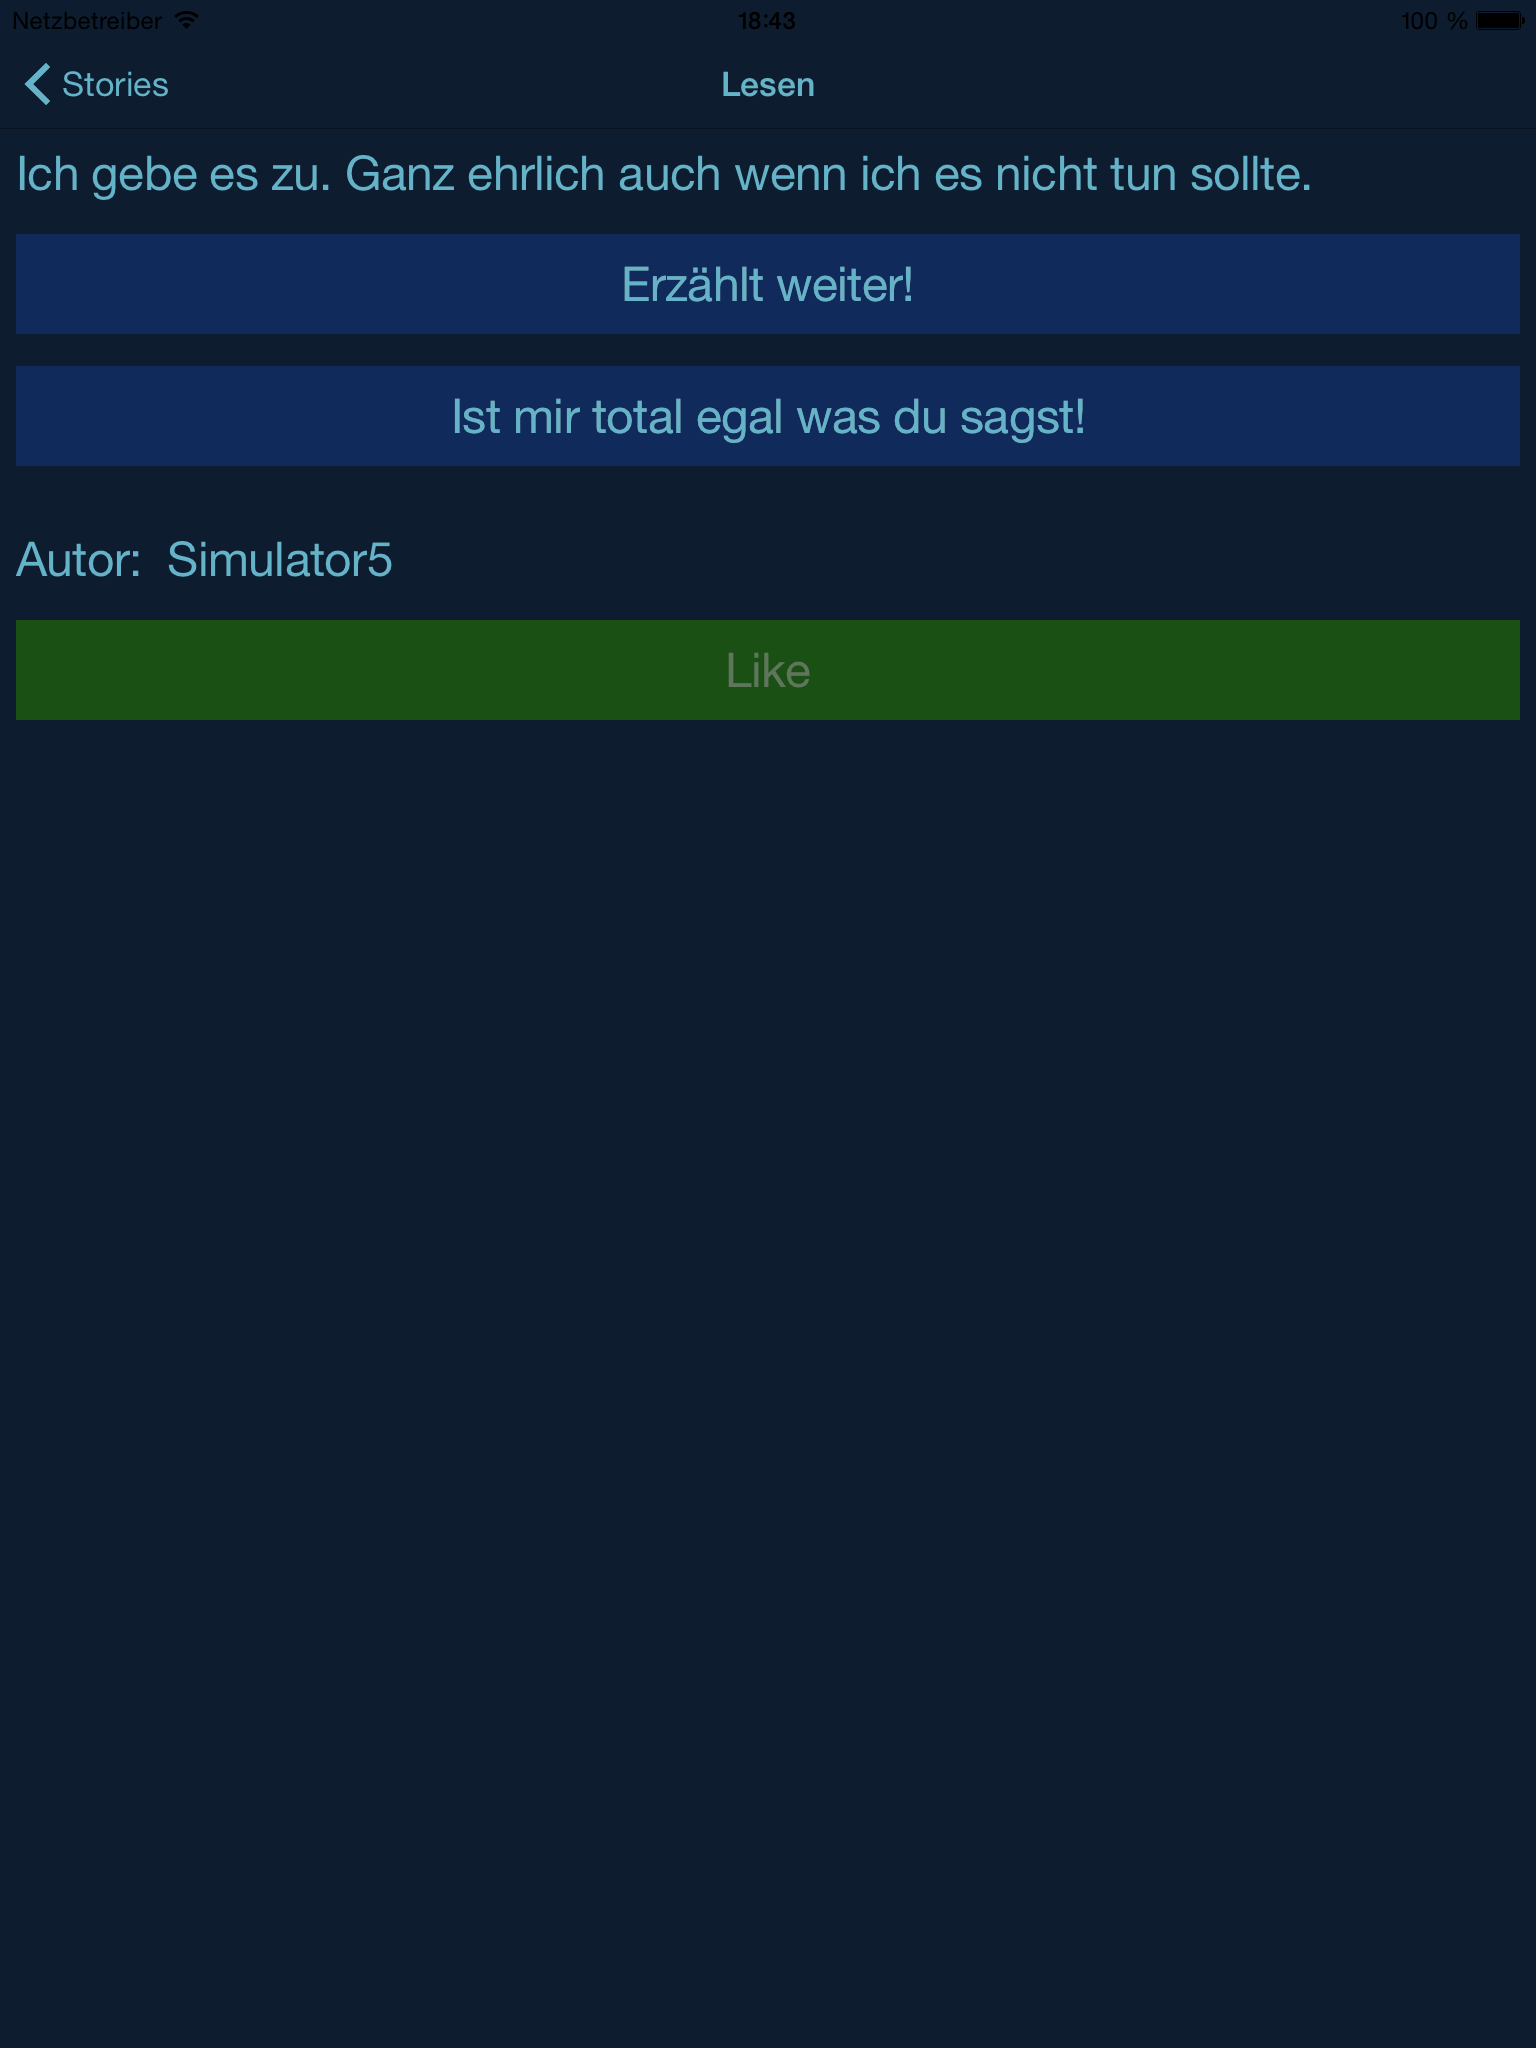 Netzbetreiber 18:43 100 %
Stories Lesen
Ich gebe es zu. Ganz ehrlich auch wenn ich es nicht tun sollte.
Erzählt weiter!
Ist mir total egal was du sagst!
Autor: Simulator5
Like